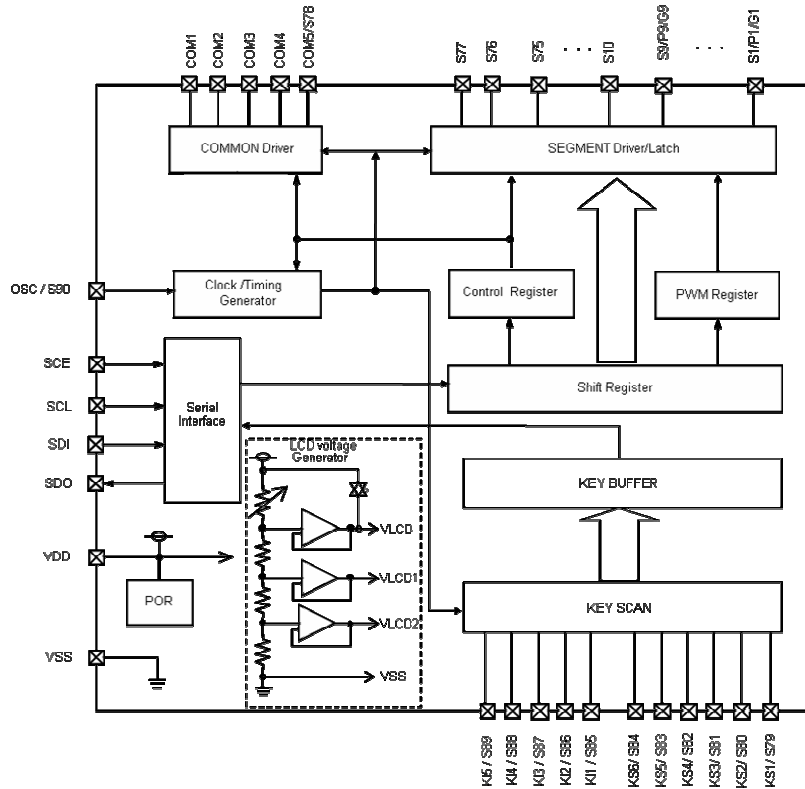 COM1
COM2
COM3
COM4
COM5/S78
S77
S76
S75
S10
S9/P9/G9
S1/P1/G1
COMMON Driver
SEGMENT Driver/Latch
OSC / S90
Clock /Timing
Generator
Control Register
PWM Register
SCE
SCL
SDI
SDO
Serial
Interface
Shift Register
LCD voltage
Generator
KEY BUFFER
VLCD
VLCD1
VLCD2
VSS
VDD
POR
VSS
KEY SCAN
KI5/ S89
KI4/ S88
KI3/ S87
KI2/ S86
KI1/ S85
KS6/ S84
KS5/ S83
KS4/ S82
KS3/ S81
KS2/ S80
KS1/ S79